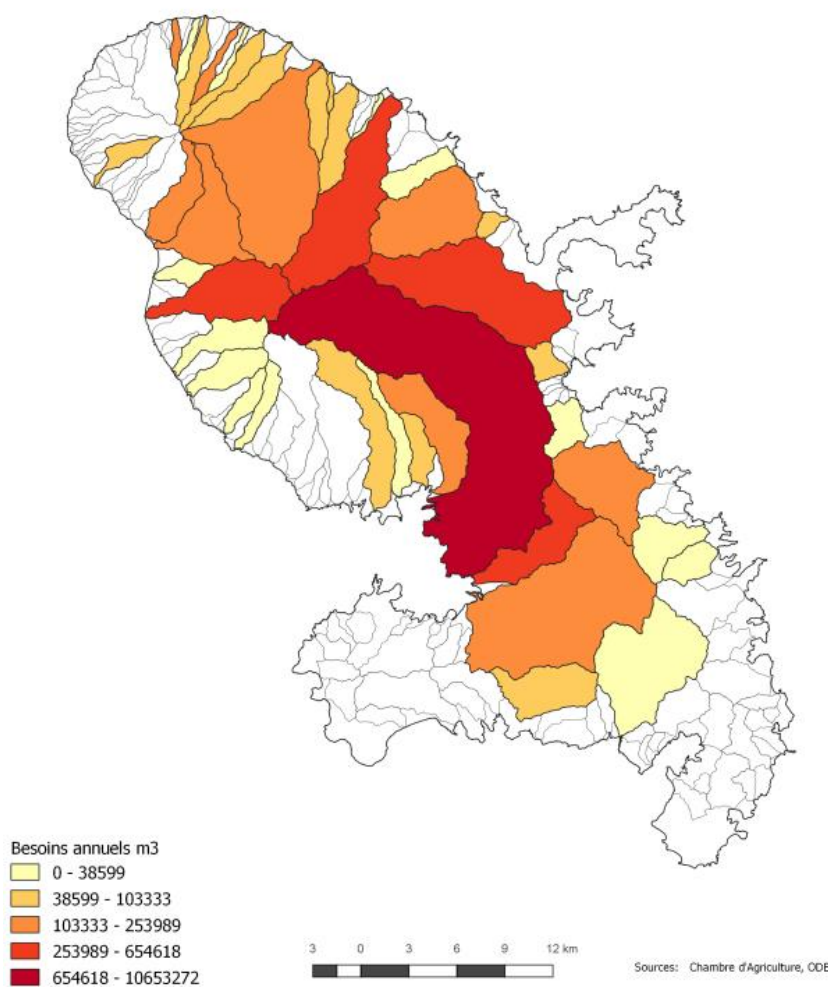 Besoins annuels m3
0 - 38599
38599 - 103333
103333 - 253989
253989 - 654618
654618 - 10653272
3 0 3 6 9 12 km
Sources: Chambre d'Agriculture, ODE